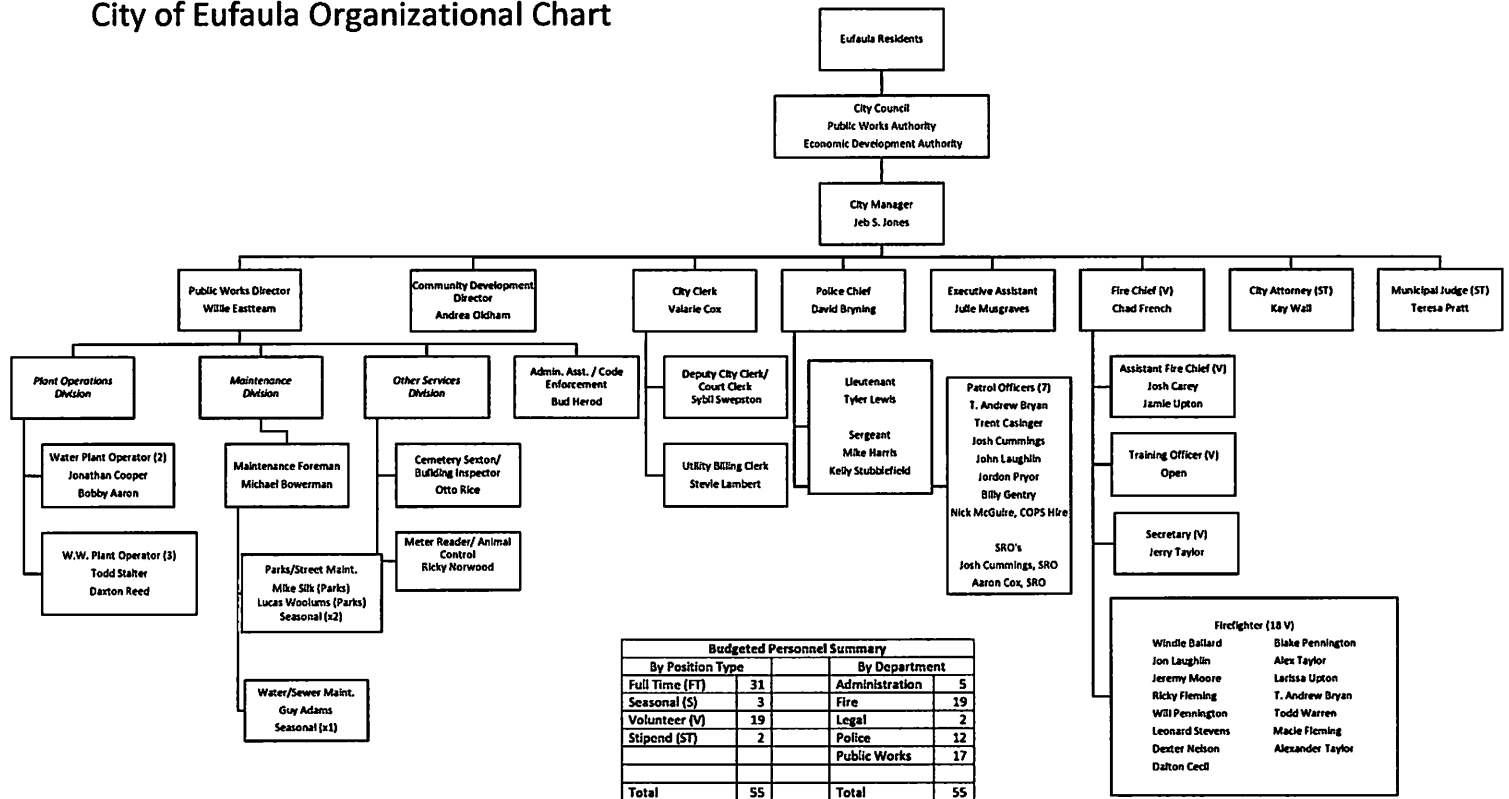 City of Eufaula Organizational Chart
Eufaula Residents
City Council
Public Works Authority
Economic Development Authority
City Manager
Jeb S. Jones
Public Works Director
Willie Eastteam
Community Development
Director
Andrea Oldham
City Clerk
Valarie Cox
Police Chief
David Bryning
Executive Assistant
Julie Musgraves
Fire Chief (V)
Chad French
City Attorney (ST)
Kay Wall
Municipal Judge (ST)
Teresa Pratt
Plant Operations
Division
Maintenance
Division
Other Services
Division
Admin. Asst. / Code
Enforcement
Bud Herod
Water Plant Operator (2)
Jonathan Cooper
Bobby Aaron
W.W. Plant Operator (3)
Todd Stalter
Daxton Reed
Maintenance Foreman
Michael Bowerman
Parks/Street Maint.
Mike Silk (Parks)
Lucas Woolums (Parks)
Seasonal (x2)
Water/Sewer Maint.
Guy Adams
Seasonal (x1)
Cemetery Sexton/
Building Inspector
Otto Rice
Meter Reader/ Animal
Control
Ricky Norwood
Deputy City Clerk/
Court Clerk
Sybil Swepston
Utility Billing Clerk
Stevie Lambert
Lieutenant
Tyler Lewis
Sergeant
Mike Harris
Kelly Stubblefield
Patrol Officers (7)
T. Andrew Bryan
Trent Casinger
Josh Cummings
John Laughlin
Jordon Pryor
Billy Gentry
Nick McGuire, COPS Hire
SRO's
Josh Cummings, SRO
Aaron Cox, SRO
Assistant Fire Chief (V)
Josh Carey
Jamie Upton
Training Officer (V)
Open
Secretary (V)
Jerry Taylor
Firefighter (18 V)
Windle Ballard Blake Pennington
Jon Laughlin Alex Taylor
Jeremy Moore Larissa Upton
Ricky Fleming T. Andrew Bryan
Will Pennington Todd Warren
Leonard Stevens Macie Fleming
Dexter Nelson Alexander Taylor
Dalton Cecil
Budgeted Personnel Summary
By Position Type By Department
Full Time (FT) 31 Administration 5
Seasonal (S) 3 Fire 19
Volunteer (V) 19 Legal 2
Stipend (ST) 2 Police 12
Public Works 17
Total 55 Total 55